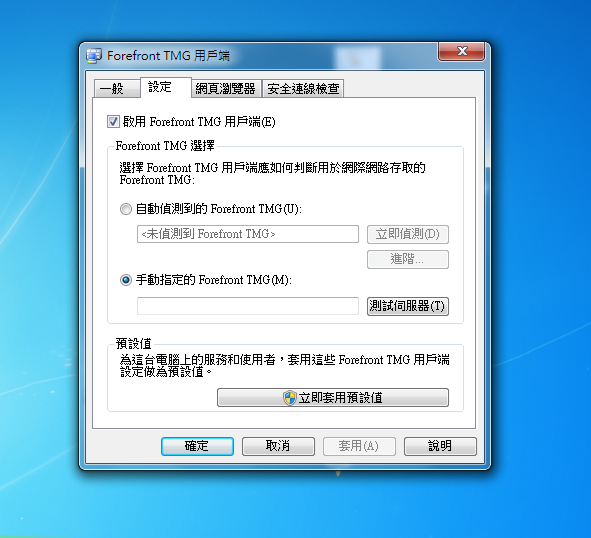 Forefront TMG 用戶端
一般 設定 網頁瀏覽器 安全連線檢查
啟用 Forefront TMG 用戶端(E)
Forefront TMG 選擇
選擇 Forefront TMG 用戶端應如何判斷用於網際網路存取的
Forefront TMG:
自動偵測到的 Forefront TMG(U):
<未偵測到 Forefront TMG> 立即偵測(D)
進階...
手動指定的 Forefront TMG(M):
測試伺服器(T)
預設值
為這台電腦上的服務和使用者，套用這些 Forefront TMG 用戶端
設定做為預設值。
立即套用預設值
確定 取消 套用(A) 說明